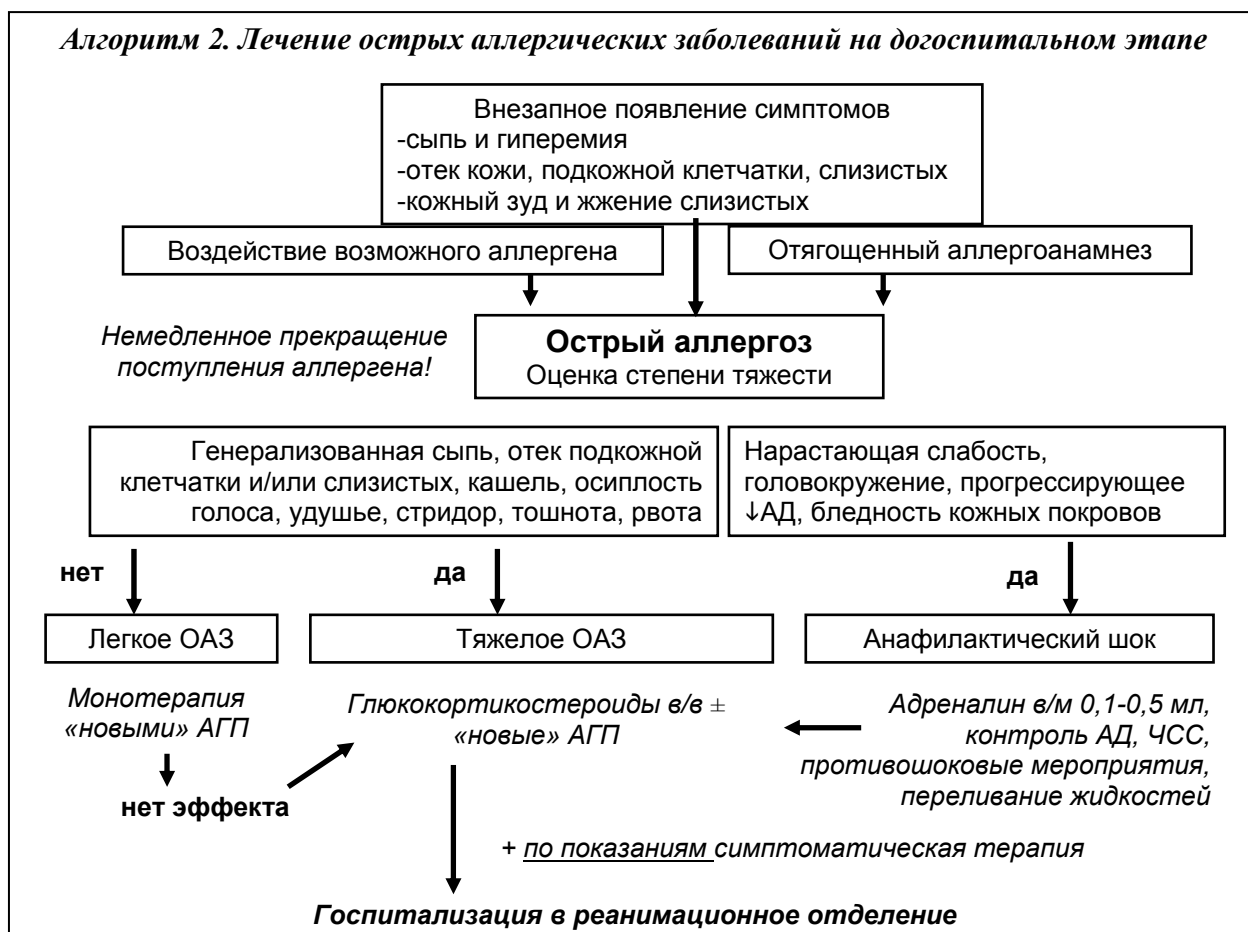 Алгоритм 2. Лечение острых аллергических заболеваний на догоспитальном этапе
Внезапное появление симптомов
-сыпь и гиперемия
-отек кожи, подкожной клетчатки, слизистых
-кожный зуд и жжение слизистых
Воздействие возможного аллергена
Отягощенный аллергоанамнез
Немедленное прекращение
поступления аллергена!
Острый аллергоз
Оценка степени тяжести
Генерализованная сыпь, отек подкожной
клетчатки и/или слизистых, кашель, осиплость
голоса, удушье, стридор, тошнота, рвота
Нарастающая слабость,
головокружение, прогрессирующее
↓АД, бледность кожных покровов
нет
да
да
Легкое ОАЗ
Тяжелое ОАЗ
Анафилактический шок
Монотерапия
«новыми» АГП
Глюкокортикостероиды в/в ±
«новые» АГП
Адреналин в/м 0,1-0,5 мл,
контроль АД, ЧСС,
противошоковые мероприятия,
переливание жидкостей
нет эффекта
+ по показаниям симптоматическая терапия
Госпитализация в реанимационное отделение